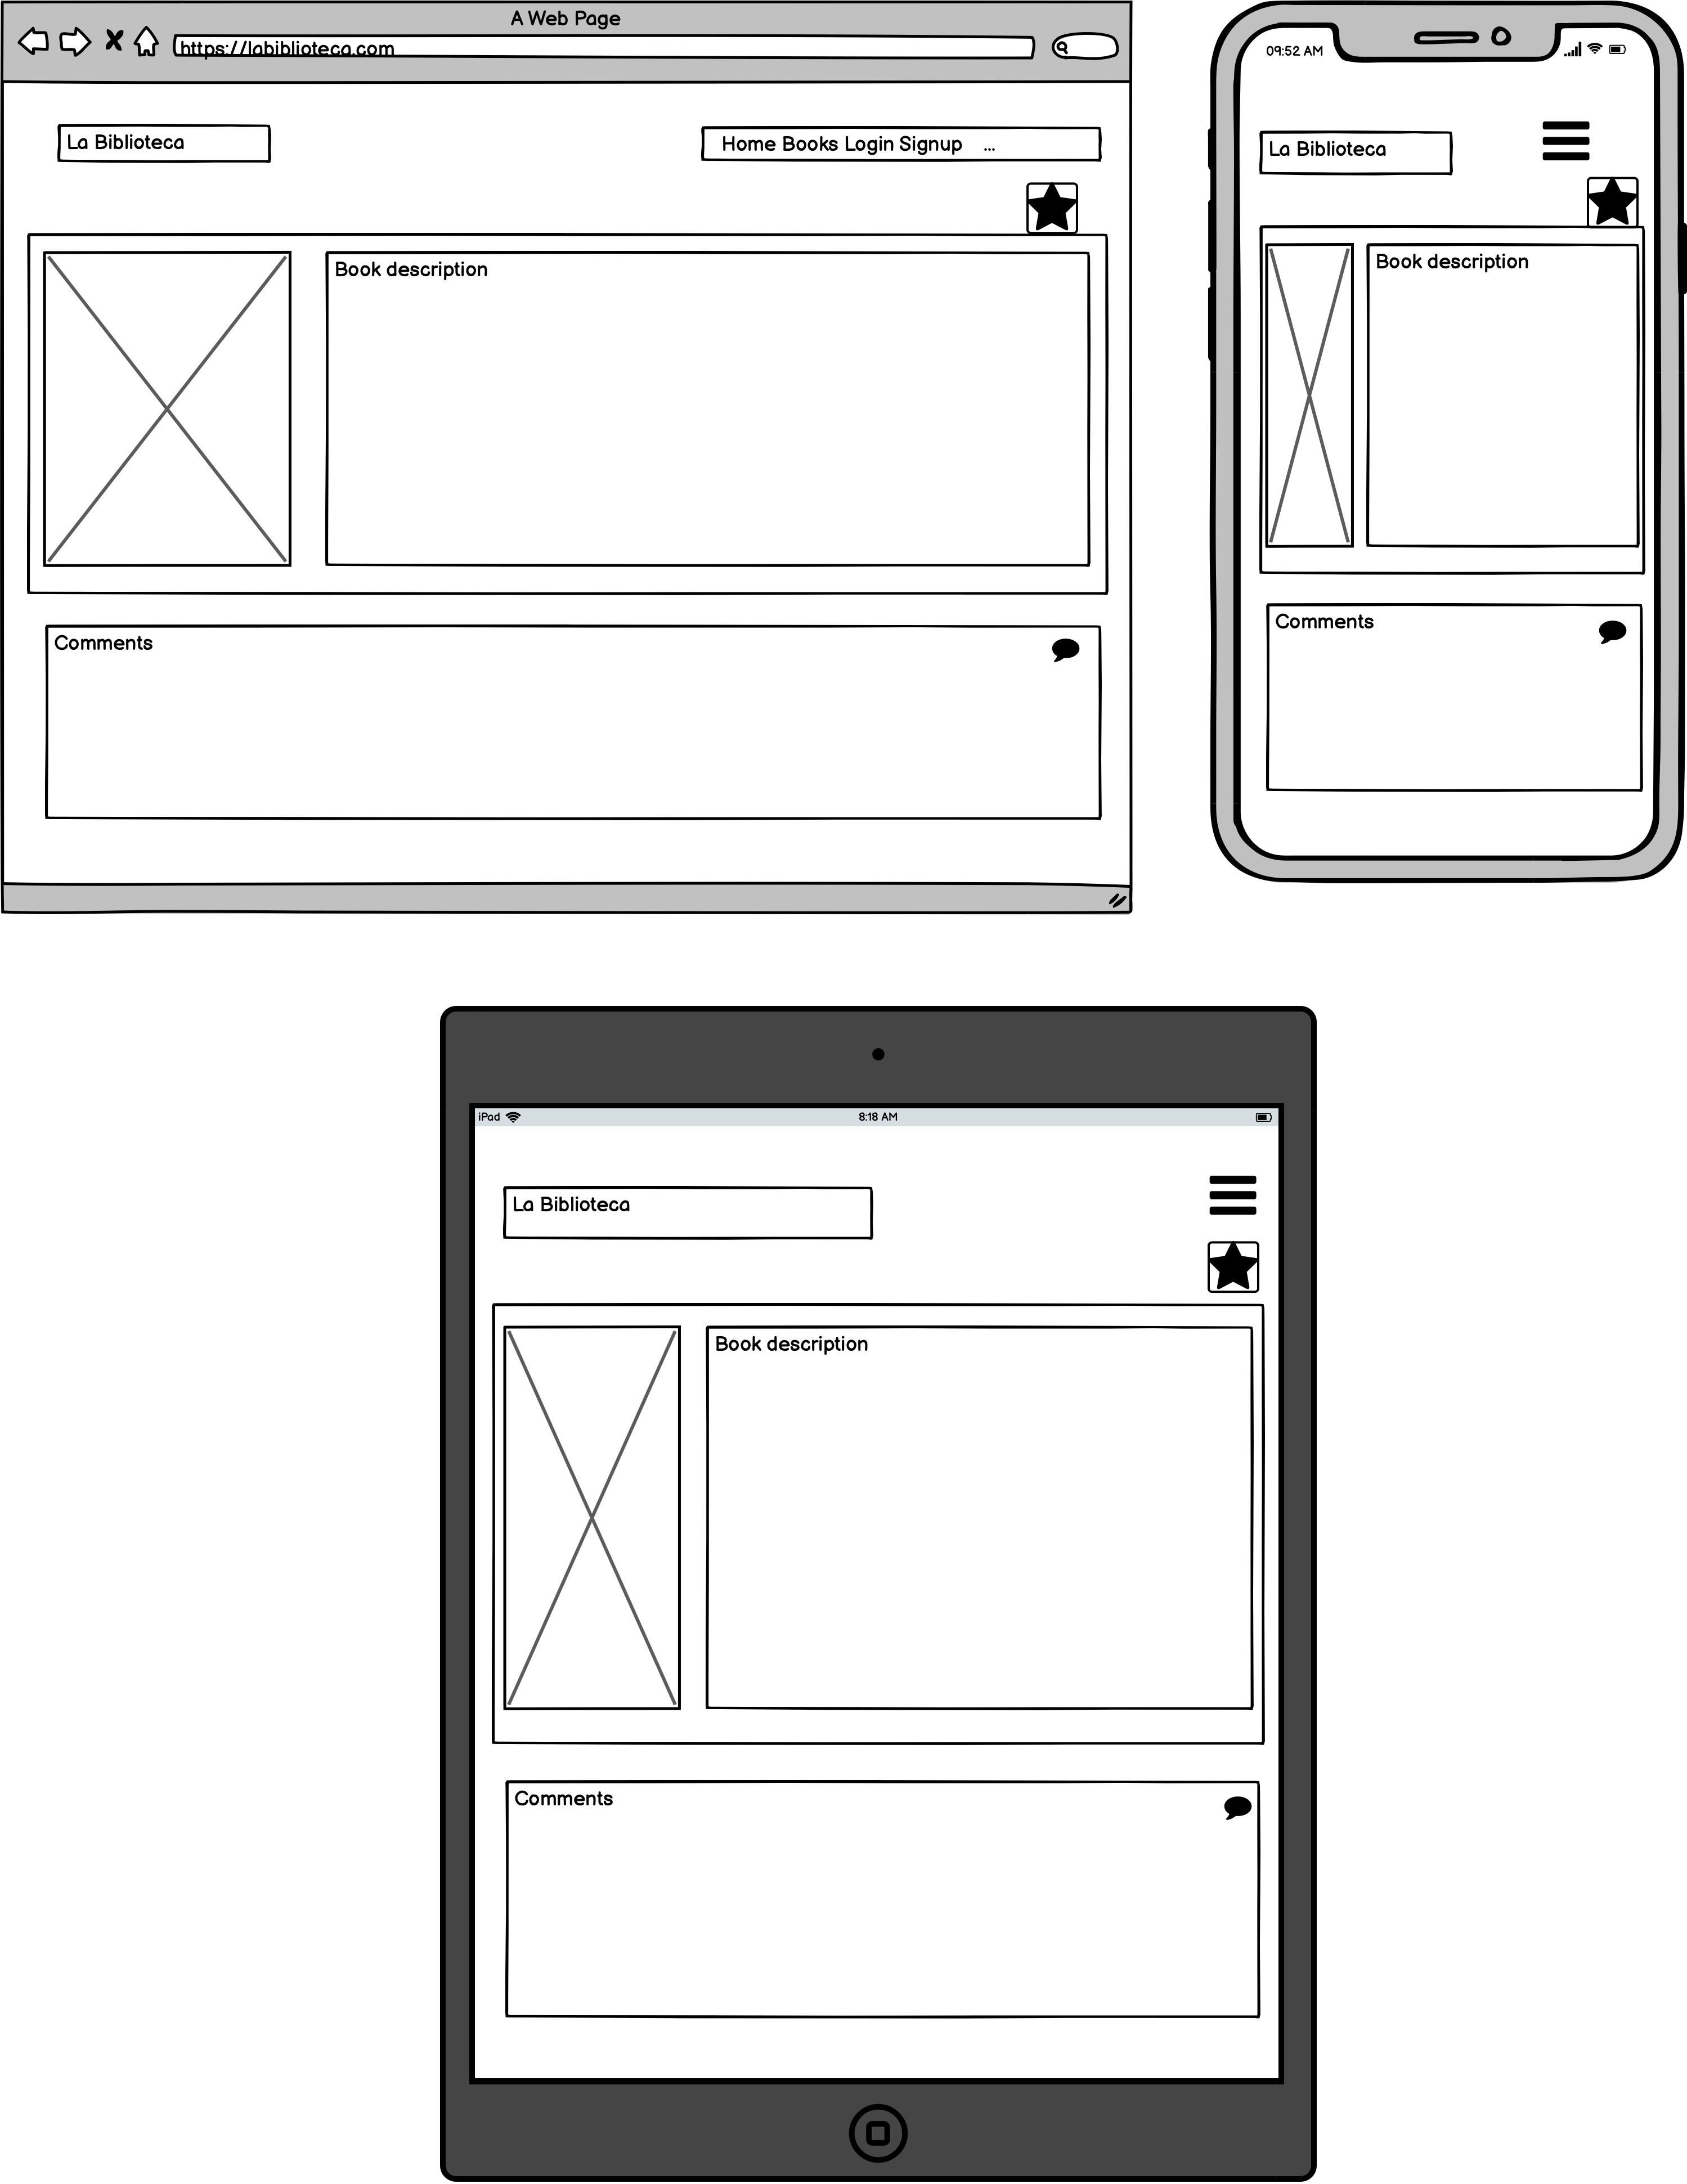 A Web Page
https://labiblioteca.com
La Biblioteca
Home Books Login Signup ...
Book description
Comments
09:52 AM
La Biblioteca
Book description
Comments
iPad 8:18 AM
La Biblioteca
Book description
Comments